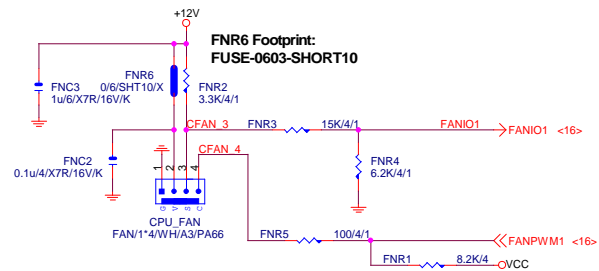 +12V
FNR6 Footprint:
FUSE-0603-SHORT10
FNC3
1u/6/X7R/16V/K
FNR6
0/6/SHT10/X
FNR2
3.3K/4/1
CFAN_3
FNR3
15K/4/1
FANIO1
FANIO1 <16>
FNC2
0.1u/4/X7R/16V/K
CFAN_4
FNR4
6.2K/4/1
1 2 3 4
G V S C
CPU_FAN
FAN/1*4/WH/A3/PA66
FNR5
100/4/1
FANPWM1 <16>
FNR1
8.2K/4
VCC